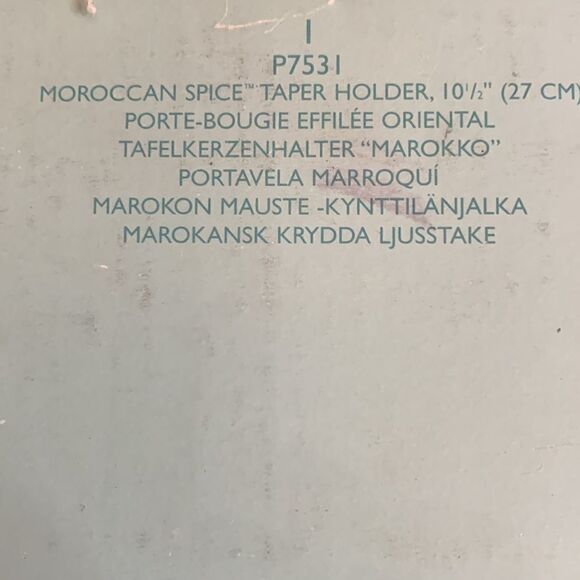 1
P7531
MOROCCAN SPICE™ TAPER HOLDER, 10½" (27 CM)
PORTE-BOUGIE EFFILÉE ORIENTAL
TAFELKERZENHALTER “MAROKKO”
PORTAVELA MARROQUÍ
MAROKON MAUSTE -KYNTTILÄNJALKA
MAROKANSK KRYDDA LJUSSTAKE